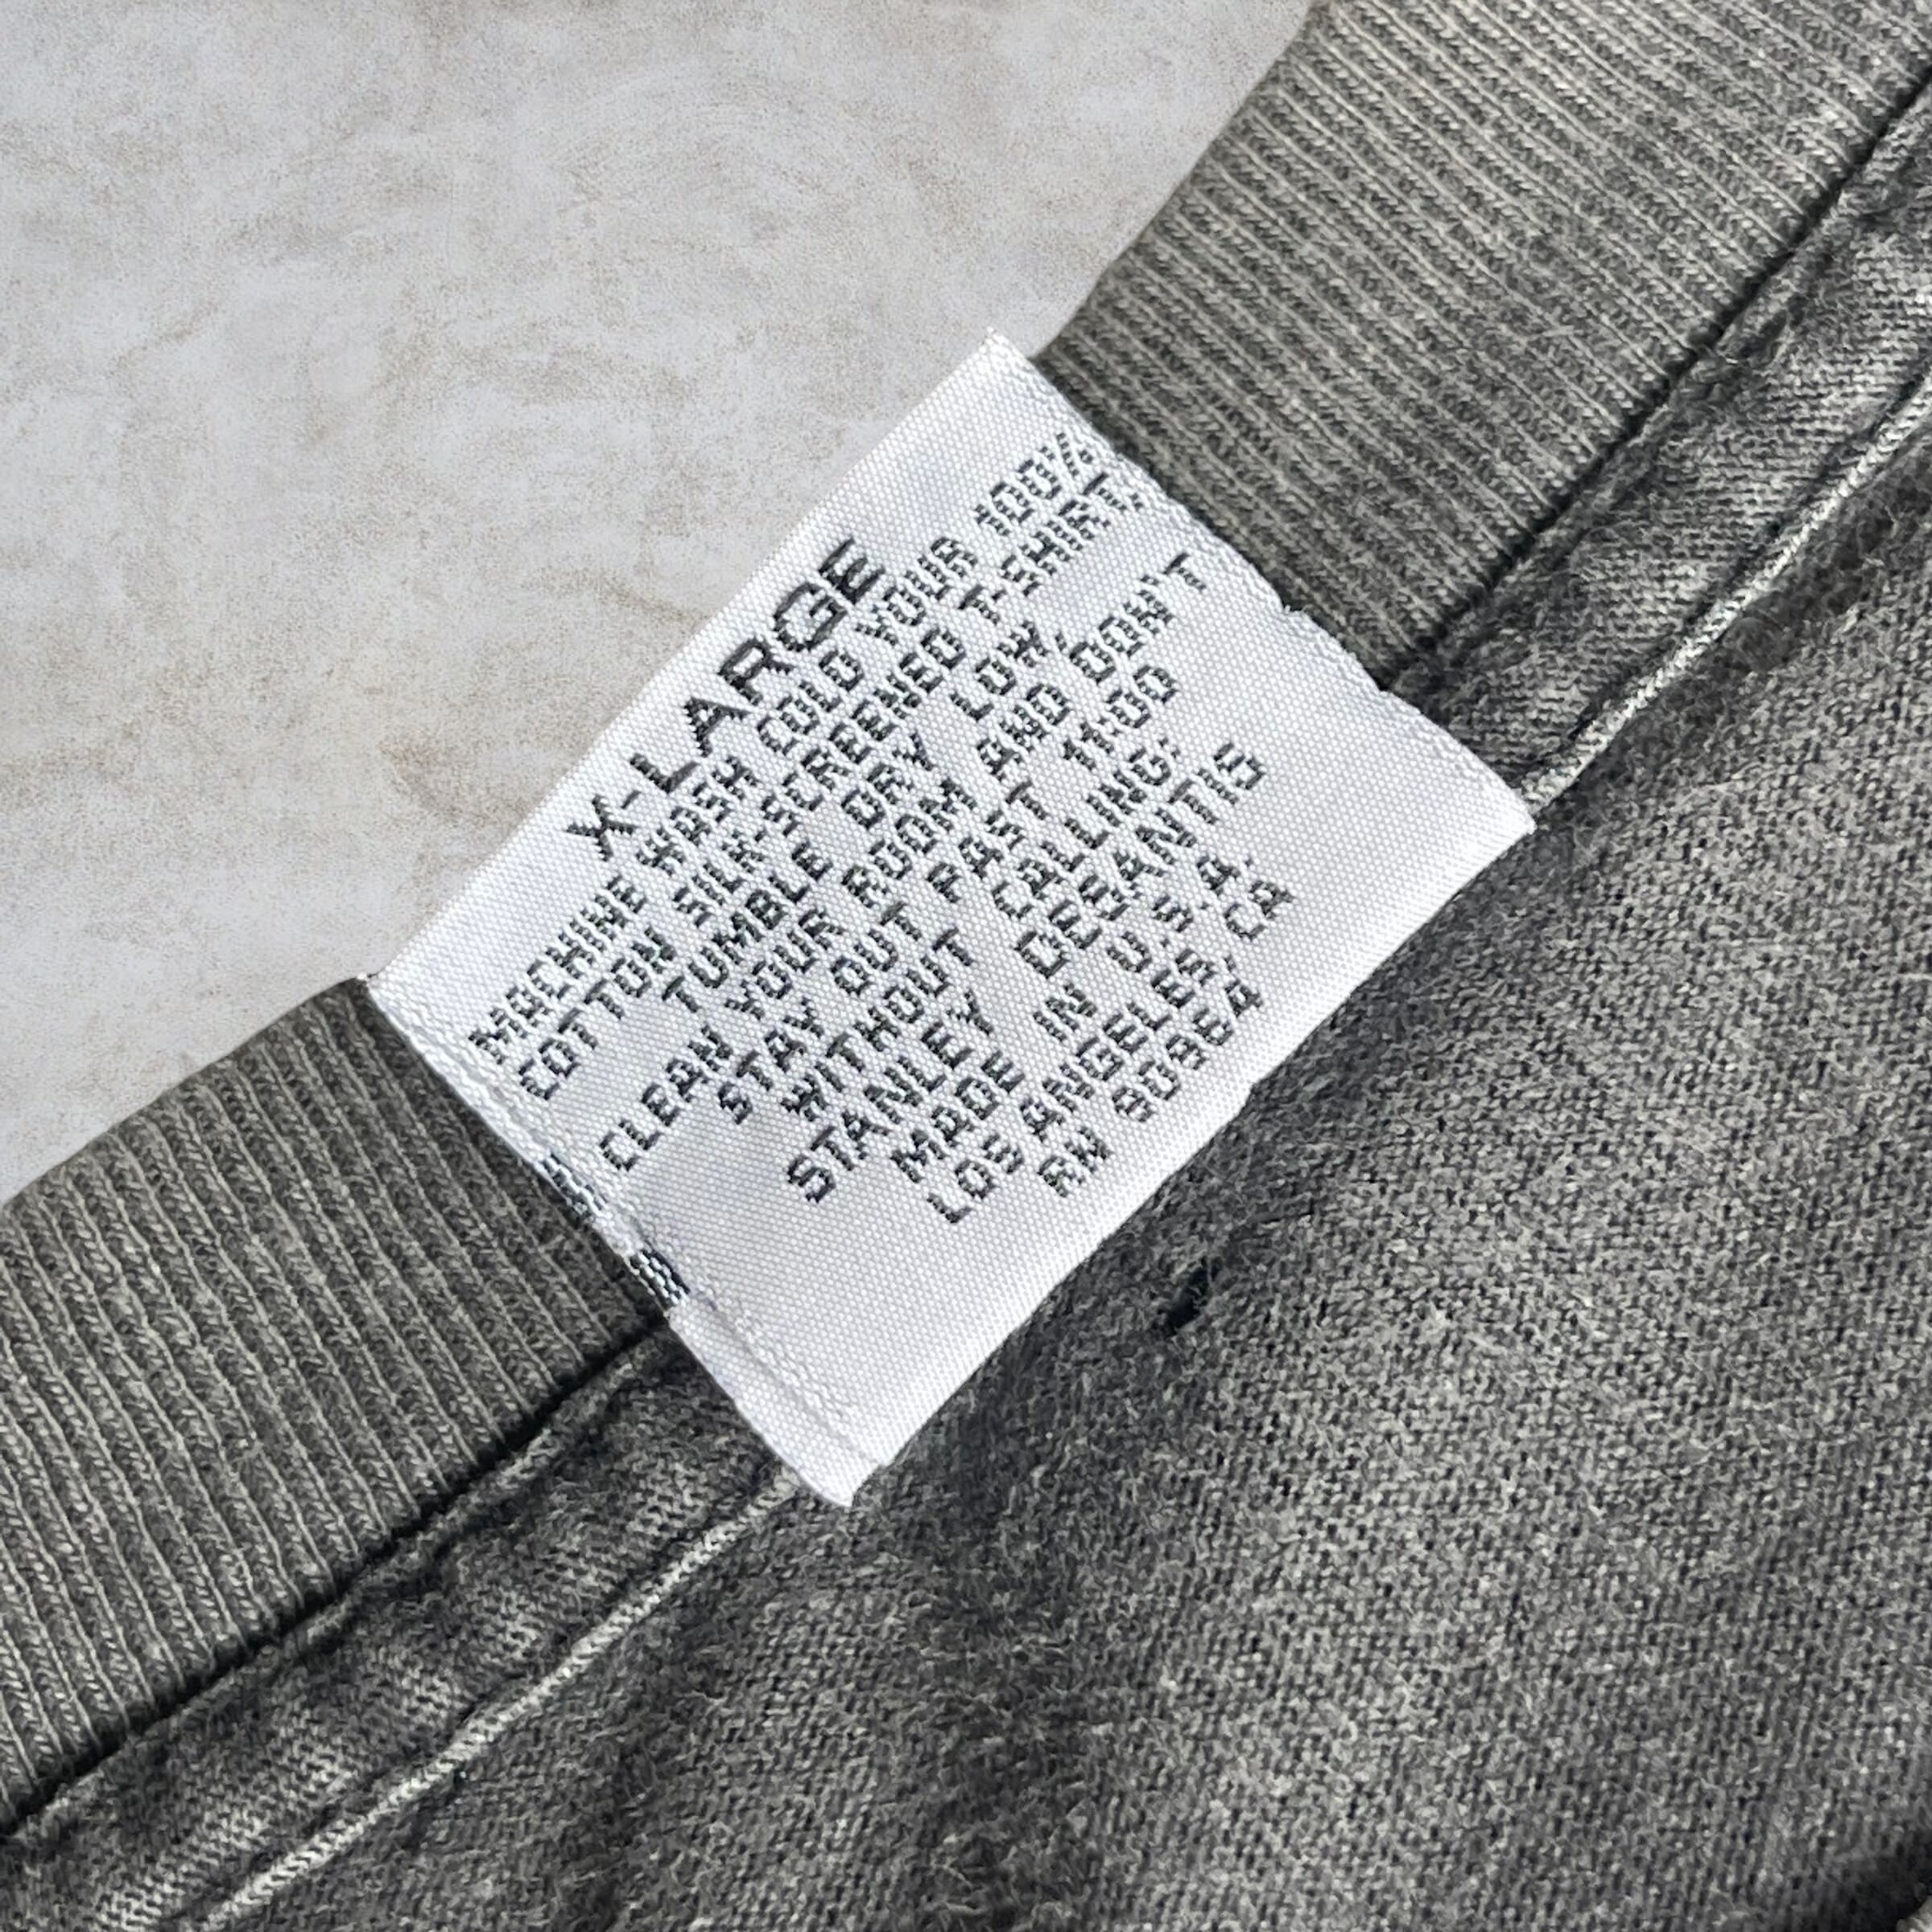 X-LARGE
MACHINE WASH COLD YOUR 100%
COTTON SILK-SCREENED T-SHIRT,
TUMBLE DRY LOW,
CLEAN YOUR ROOM AND DON'T
STAY OUT PAST 11:00
WITHOUT CALLING:
STANLEY DESANTIS
MADE IN U.S.A.
LOS ANGELES, CA
RN 90964